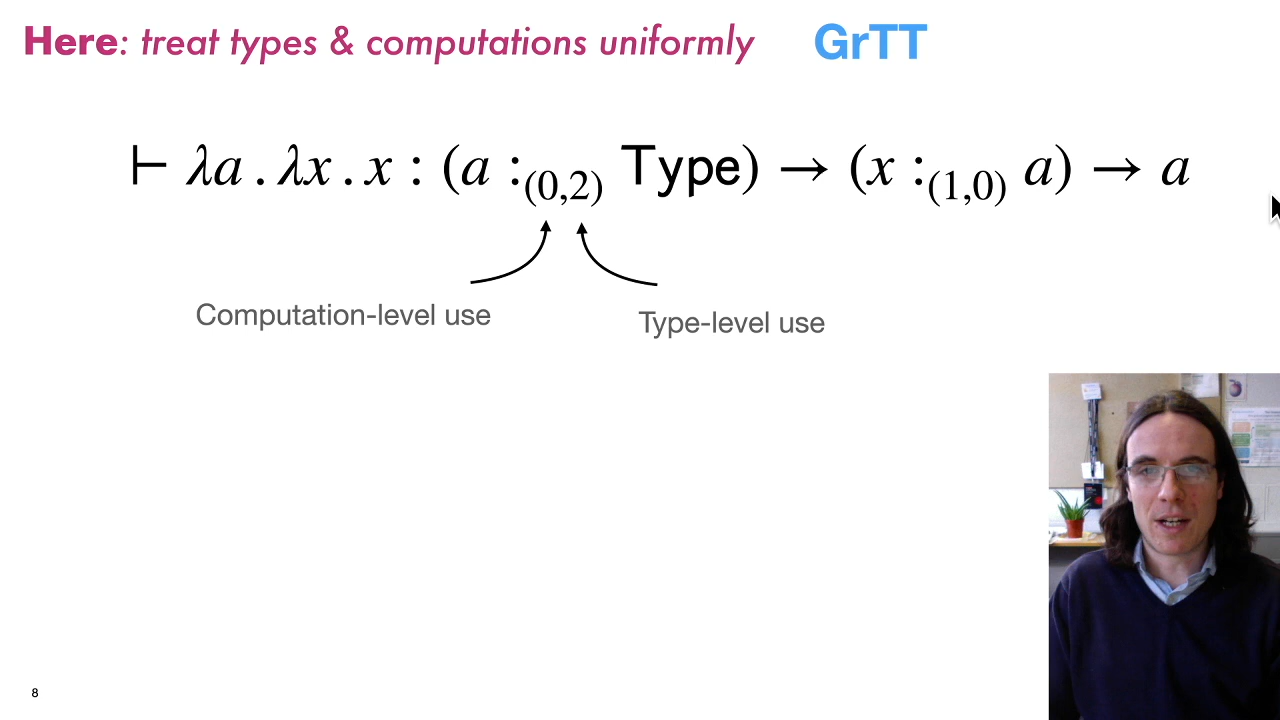 Here: treat types & computations uniformly GrTT
⊢ λa . λx . x : (a :(0,2) Type) → (x :(1,0) a) → a
Computation-level use
Type-level use
8